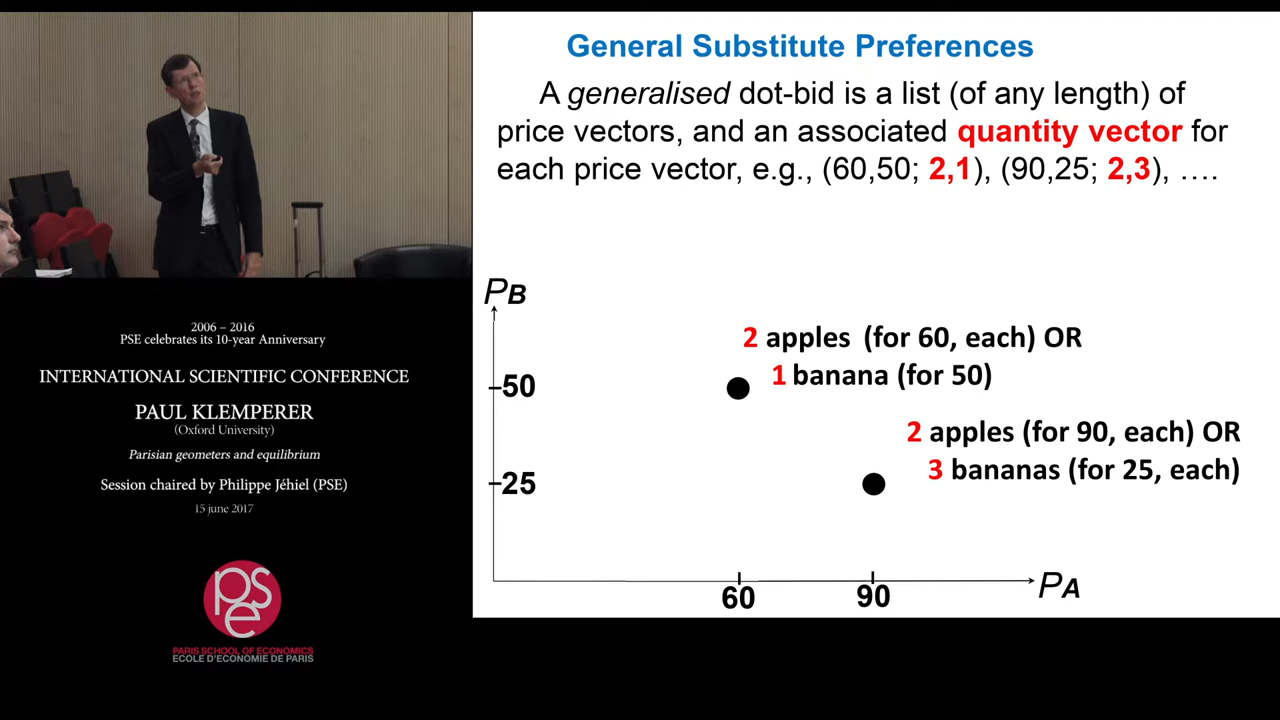 General Substitute Preferences
A generalised dot-bid is a list (of any length) of
price vectors, and an associated quantity vector for
each price vector, e.g., (60,50; 2,1), (90,25; 2,3), ….
PB
2 apples (for 60, each) OR
50
1 banana (for 50)
2 apples (for 90, each) OR
25
3 bananas (for 25, each)
60
90
PA
2006 – 2016
PSE celebrates its 10-year Anniversary
INTERNATIONAL SCIENTIFIC CONFERENCE
PAUL KLEMPERER
(Oxford University)
Parisian geometers and equilibrium
Session chaired by Philippe Jéhiel (PSE)
15 june 2017
pse
PARIS SCHOOL OF ECONOMICS
ECOLE D'ECONOMIE DE PARIS